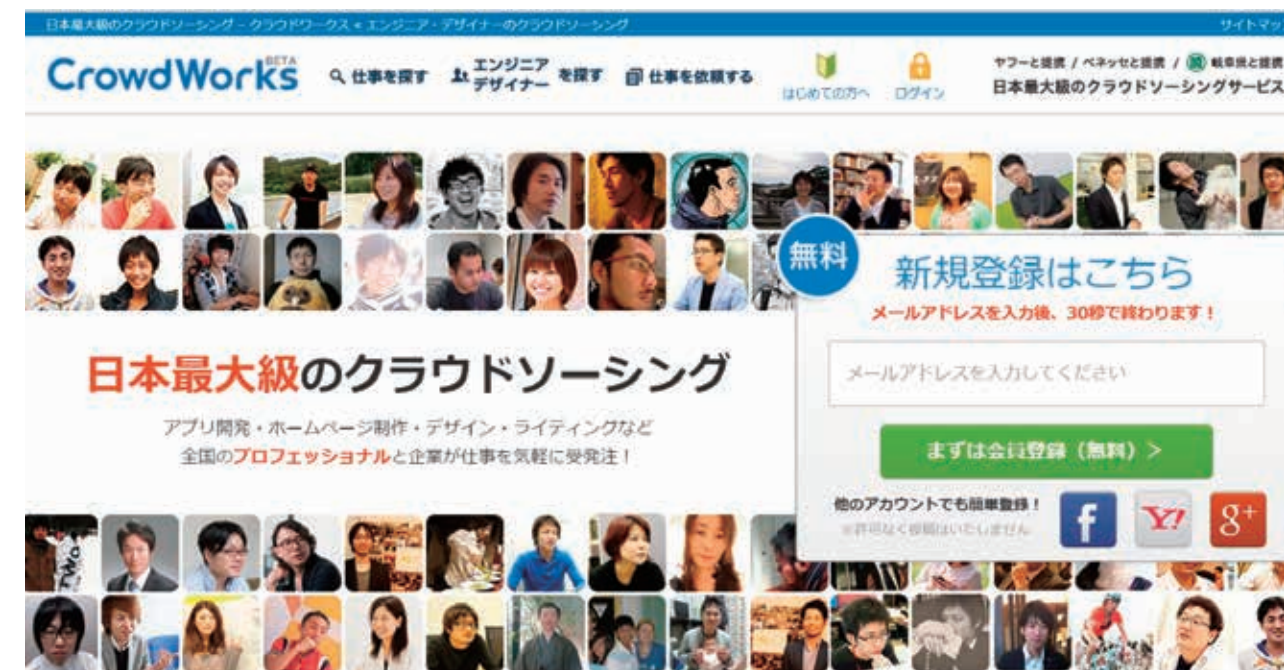 日本最大級のクラウドソーシング - クラウドワークス « エンジニア・デザイナーのクラウドソーシング
サイトマッ
CrowdWorks
BETA
仕事を探す
エンジニア
デザイナー
を探す
仕事を依頼する
はじめての方へ
ログイン
ヤフーと提携 / ベネッセと提携 / 岐阜県と提携
日本最大級のクラウドソーシングサービス
無料
新規登録はこちら
メールアドレスを入力後、30秒で終わります！
メールアドレスを入力してください
日本最大級のクラウドソーシング
アプリ開発・ホームページ制作・デザイン・ライティングなど
全国のプロフェッショナルと企業が仕事を気軽に受発注！
まずは会員登録（無料） >
他のアカウントでも簡単登録！
※許可なく投稿はいたしません
f
Y!
g+